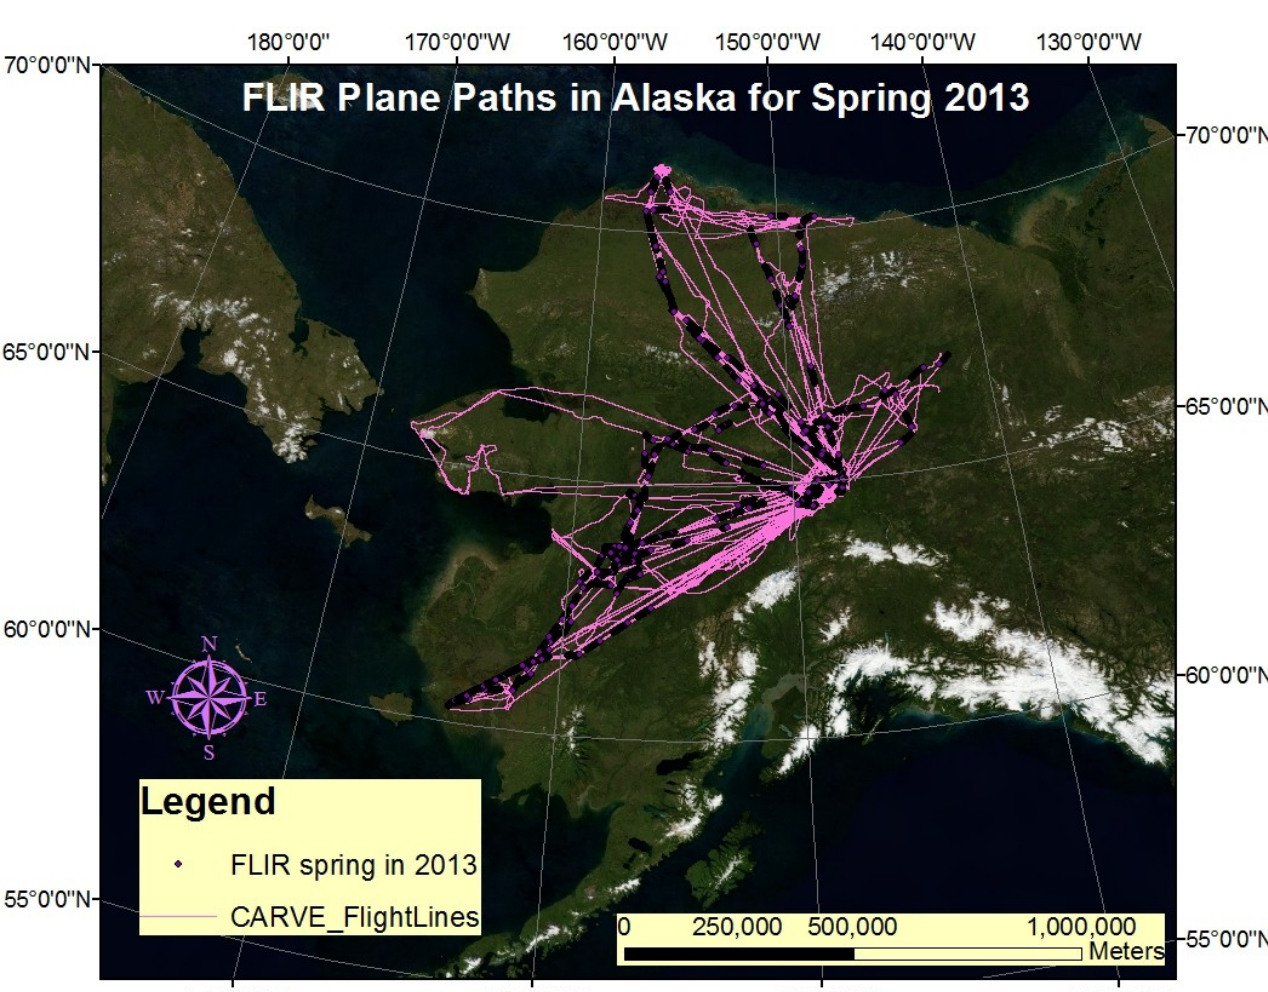 180°0'0" 170°0'0"W 160°0'0"W 150°0'0"W 140°0'0"W 130°0'0"W
70°0'0"N
FLIR Plane Paths in Alaska for Spring 2013
70°0'0"N
65°0'0"N
65°0'0"N
60°0'0"N
N
W E
S
60°0'0"N
Legend
FLIR spring in 2013
CARVE_FlightLines
55°0'0"N
0 250,000 500,000 1,000,000
Meters
55°0'0"N